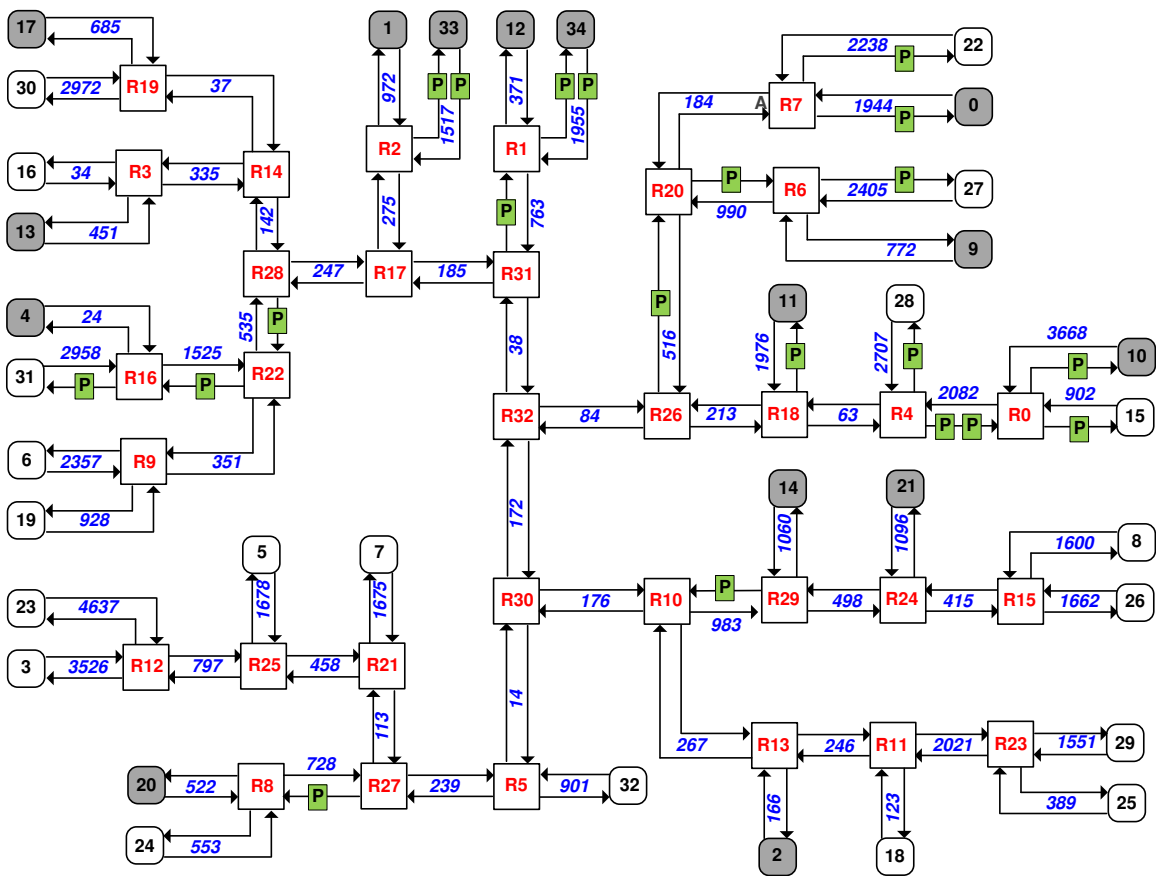 17 685 1 33 12 34 2238 22
P
30 2972 R19 37 972 P P 371 P P 184 A R7 1944 0
P
1517 1955
16 R3 R14 R2 R1 R20 P R6 P 27
34 335 990 2405
13 451 142 275 P 763 772 9
R28 247 R17 185 R31
4 24 535 P P 11 28 3668 10
31 2958 R16 1525 R22 38 516 1976 P 2707 P P
P P 2082 902
R32 84 R26 213 R18 63 R4 P P R0 P 15
6 2357 R9 351
19 928 172 14 21
1060 1096 8
5 7 1600
23 4637 1678 1675 R30 176 R10 P R29 498 R24 415 R15 1662 26
983
3 3526 R12 797 R25 458 R21
14
113 267 R13 246 R11 2021 R23 1551 29
728
20 522 R8 P R27 239 R5 901 32 166 123 389 25
24 553 2 18